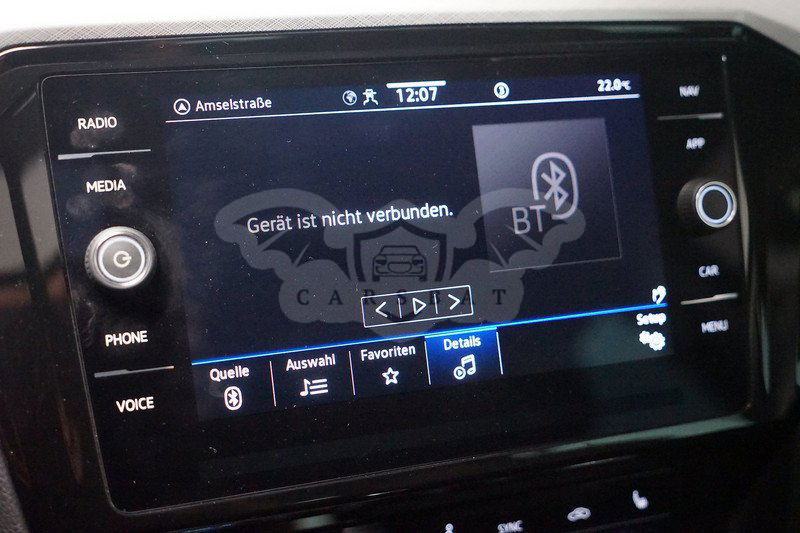 Amselstraße
12:07
22.0°C
RADIO
MEDIA
PHONE
VOICE
NAV
APP
CAR
MENU
Gerät ist nicht verbunden.
BT
CARSBAT
Setup
Quelle
Auswahl
Favoriten
Details
SYNC